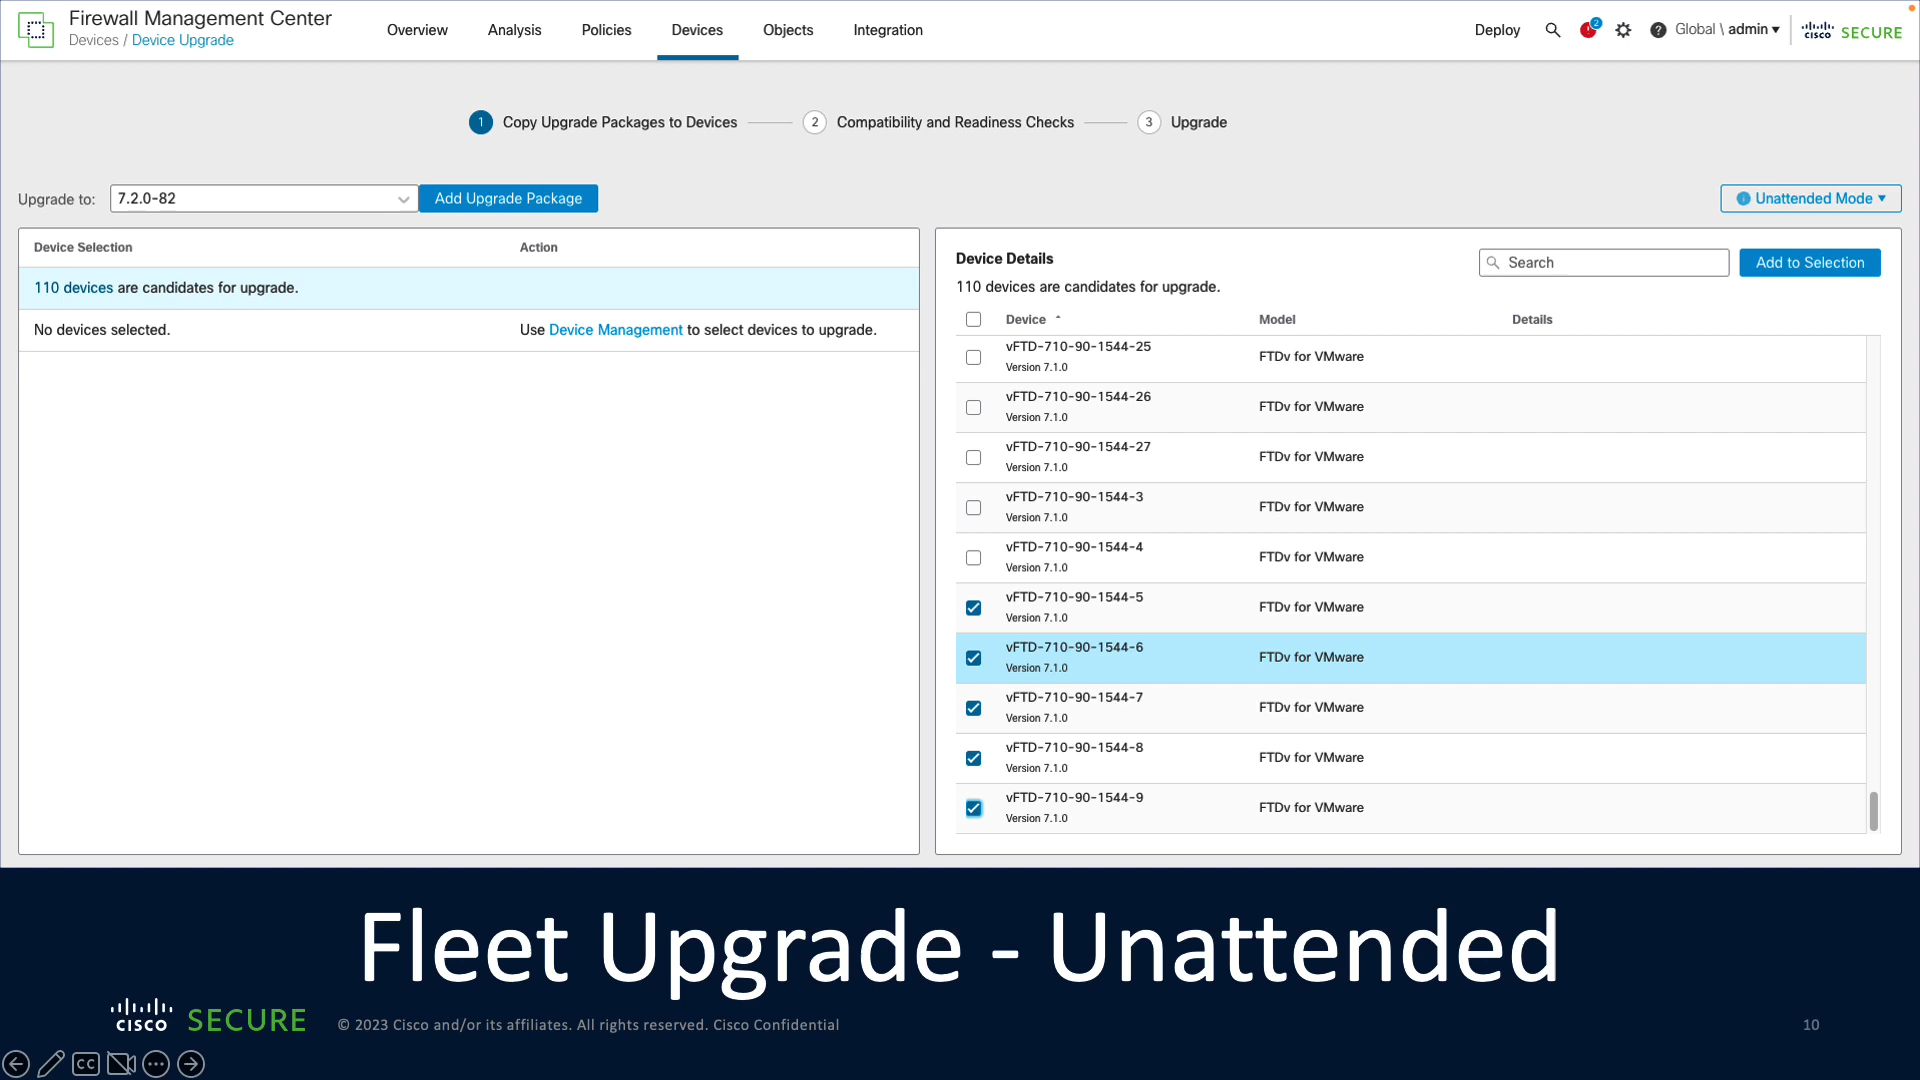 Firewall Management Center
Devices / Device Upgrade
Overview
Analysis
Policies
Devices
Objects
Integration
Deploy
2
Global \ admin
CISCO SECURE
1 Copy Upgrade Packages to Devices
2 Compatibility and Readiness Checks
3 Upgrade
Upgrade to:
7.2.0-82
Add Upgrade Package
Unattended Mode
Device Selection
Action
110 devices are candidates for upgrade.
No devices selected.
Use Device Management to select devices to upgrade.
Device Details
110 devices are candidates for upgrade.
Search
Add to Selection
Device
Model
Details
vFTD-710-90-1544-25
Version 7.1.0
FTDv for VMware
vFTD-710-90-1544-26
Version 7.1.0
FTDv for VMware
vFTD-710-90-1544-27
Version 7.1.0
FTDv for VMware
vFTD-710-90-1544-3
Version 7.1.0
FTDv for VMware
vFTD-710-90-1544-4
Version 7.1.0
FTDv for VMware
vFTD-710-90-1544-5
Version 7.1.0
FTDv for VMware
vFTD-710-90-1544-6
Version 7.1.0
FTDv for VMware
vFTD-710-90-1544-7
Version 7.1.0
FTDv for VMware
vFTD-710-90-1544-8
Version 7.1.0
FTDv for VMware
vFTD-710-90-1544-9
Version 7.1.0
FTDv for VMware
Fleet Upgrade - Unattended
CISCO SECURE
© 2023 Cisco and/or its affiliates. All rights reserved. Cisco Confidential
10
CC